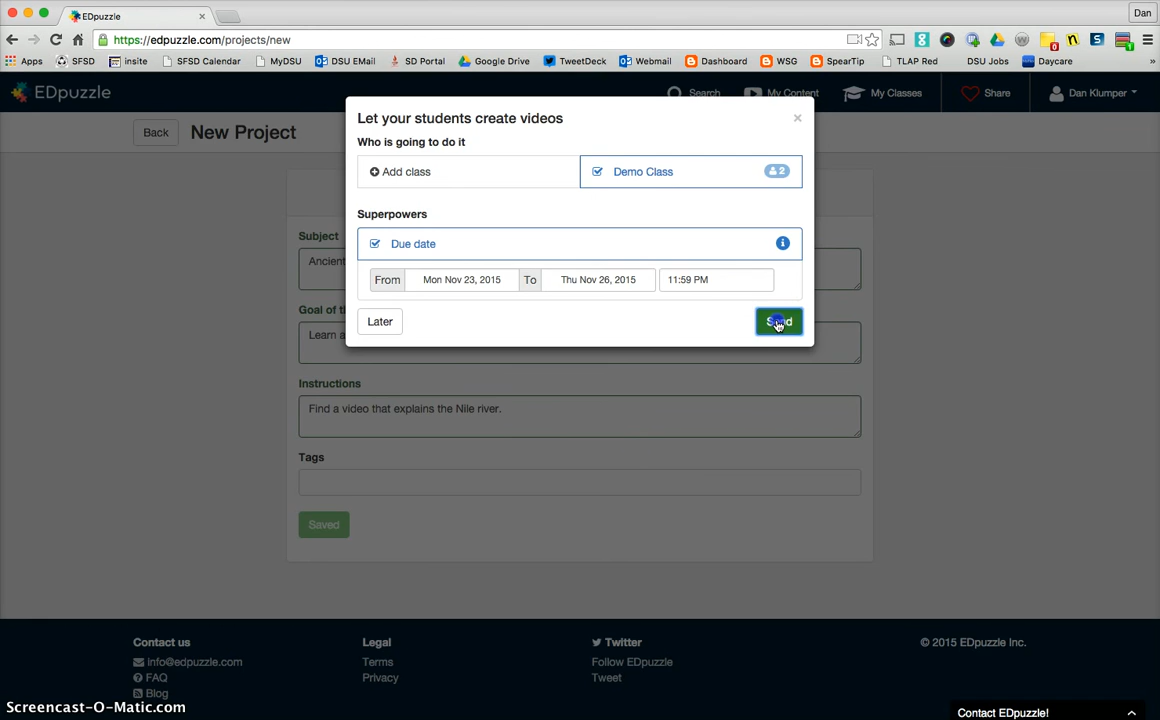 EDpuzzle
Dan
https://edpuzzle.com/projects/new
Apps SFSD insite SFSD Calendar MyDSU DSU EMail SD Portal Google Drive TweetDeck Webmail Dashboard WSG SpearTip TLAP Red DSU Jobs Daycare »
EDpuzzle Search My Content My Classes Share Dan Klumper
Back New Project
Let your students create videos ×
Who is going to do it
Add class Demo Class 2
Superpowers
Due date
From Mon Nov 23, 2015 To Thu Nov 26, 2015 11:59 PM
Later
Subject
Ancient
Goal of t
Learn a
Instructions
Find a video that explains the Nile river.
Tags
Saved
Contact us Legal Twitter © 2015 EDpuzzle Inc.
info@edpuzzle.com Terms Follow EDpuzzle
FAQ Privacy Tweet
Blog
Screencast-O-Matic.com
Contact EDpuzzle!